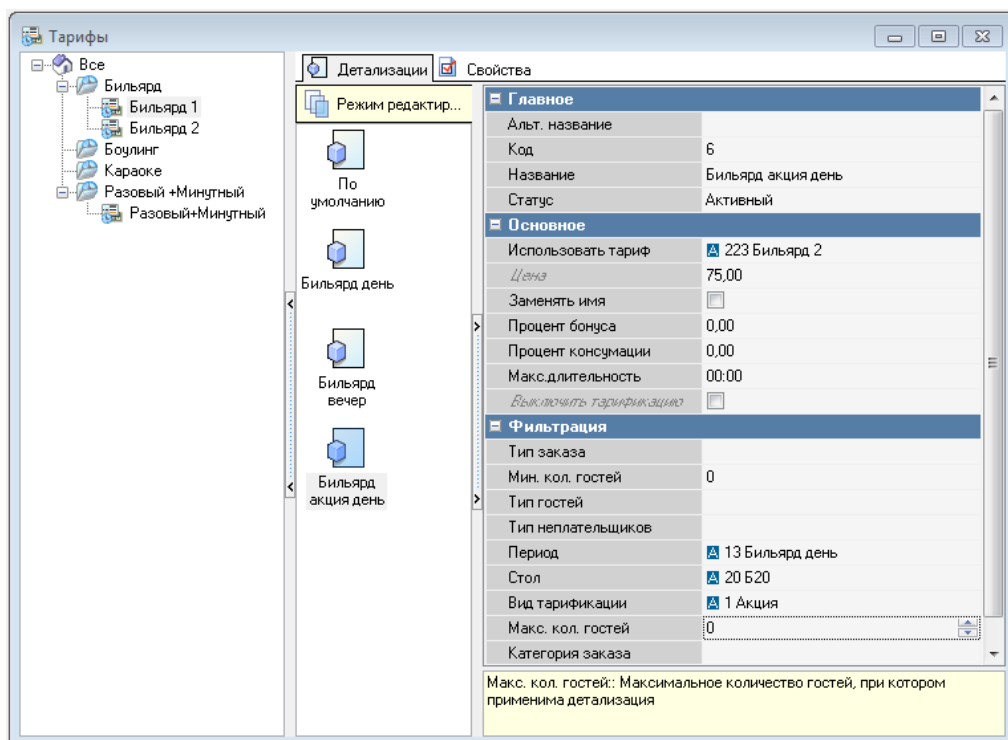 Тарифы
Все
Бильярд
Бильярд 1
Бильярд 2
Боулинг
Караоке
Разовый +Минутный
Разовый+Минутный
Детализации
Свойства
Режим редактир...
По
умолчанию
Бильярд день
Бильярд
вечер
Бильярд
акция день
Главное
Альт. название
Код 6
Название Бильярд акция день
Статус Активный
Основное
Использовать тариф A 223 Бильярд 2
Цена 75,00
Заменять имя
Процент бонуса 0,00
Процент консумации 0,00
Макс.длительность 00:00
Выключить тарификацию
Фильтрация
Тип заказа
Мин. кол. гостей 0
Тип гостей
Тип неплательщиков
Период A 13 Бильярд день
Стол A 20 Б20
Вид тарификации A 1 Акция
Макс. кол. гостей 0
Категория заказа
Макс. кол. гостей:: Максимальное количество гостей, при котором
применима детализация